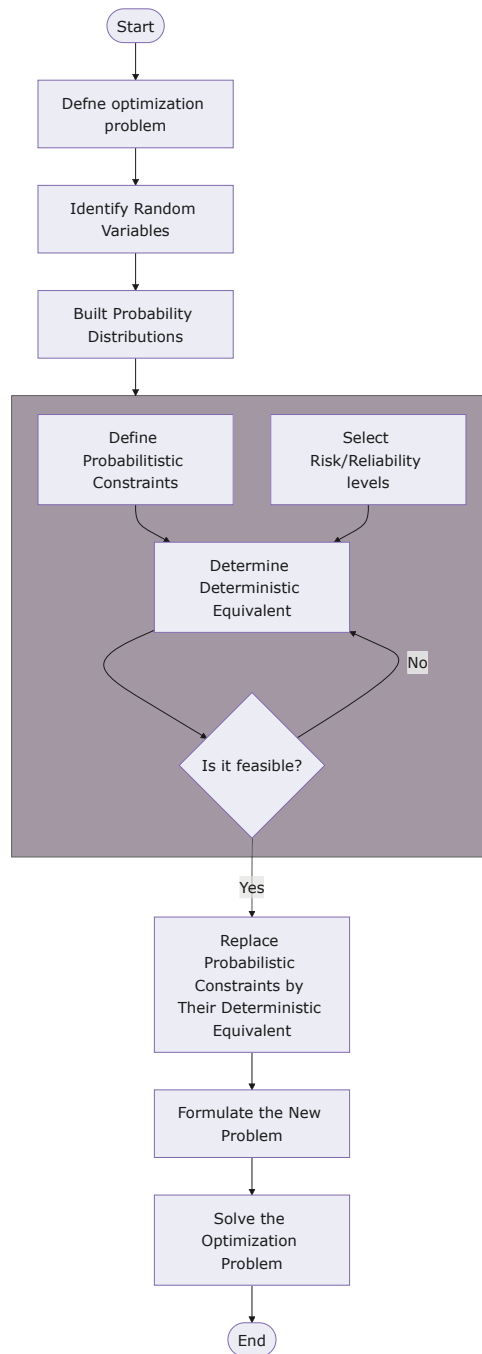 Start
Defne optimization
problem
Identify Random
Variables
Built Probability
Distributions
Define
Probabilitistic
Constraints
Select
Risk/Reliability
levels
Determine
Deterministic
Equivalent
No
Is it feasible?
Yes
Replace
Probabilistic
Constraints by
Their Deterministic
Equivalent
Formulate the New
Problem
Solve the
Optimization
Problem
End